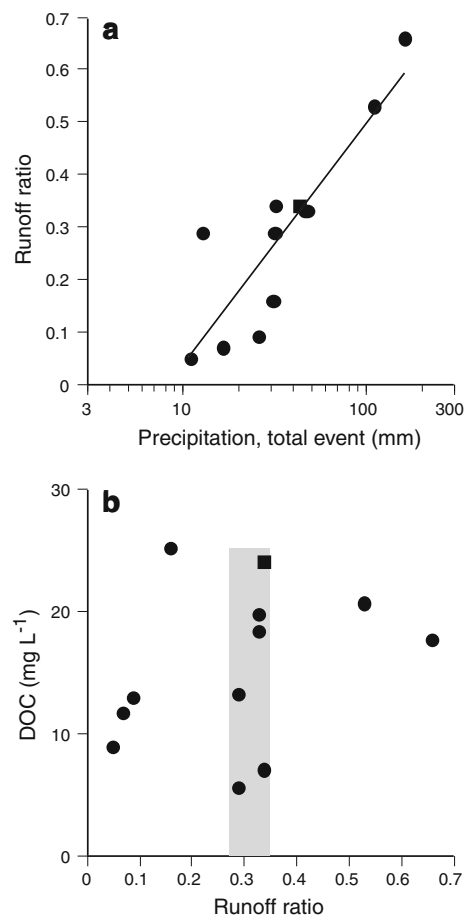 a
0.7
0.6
0.5
0.4
0.3
0.2
0.1
0
Runoff ratio
3 10 100 300
Precipitation, total event (mm)
b
30
20
10
0
DOC (mg L⁻¹)
0 0.1 0.2 0.3 0.4 0.5 0.6 0.7
Runoff ratio